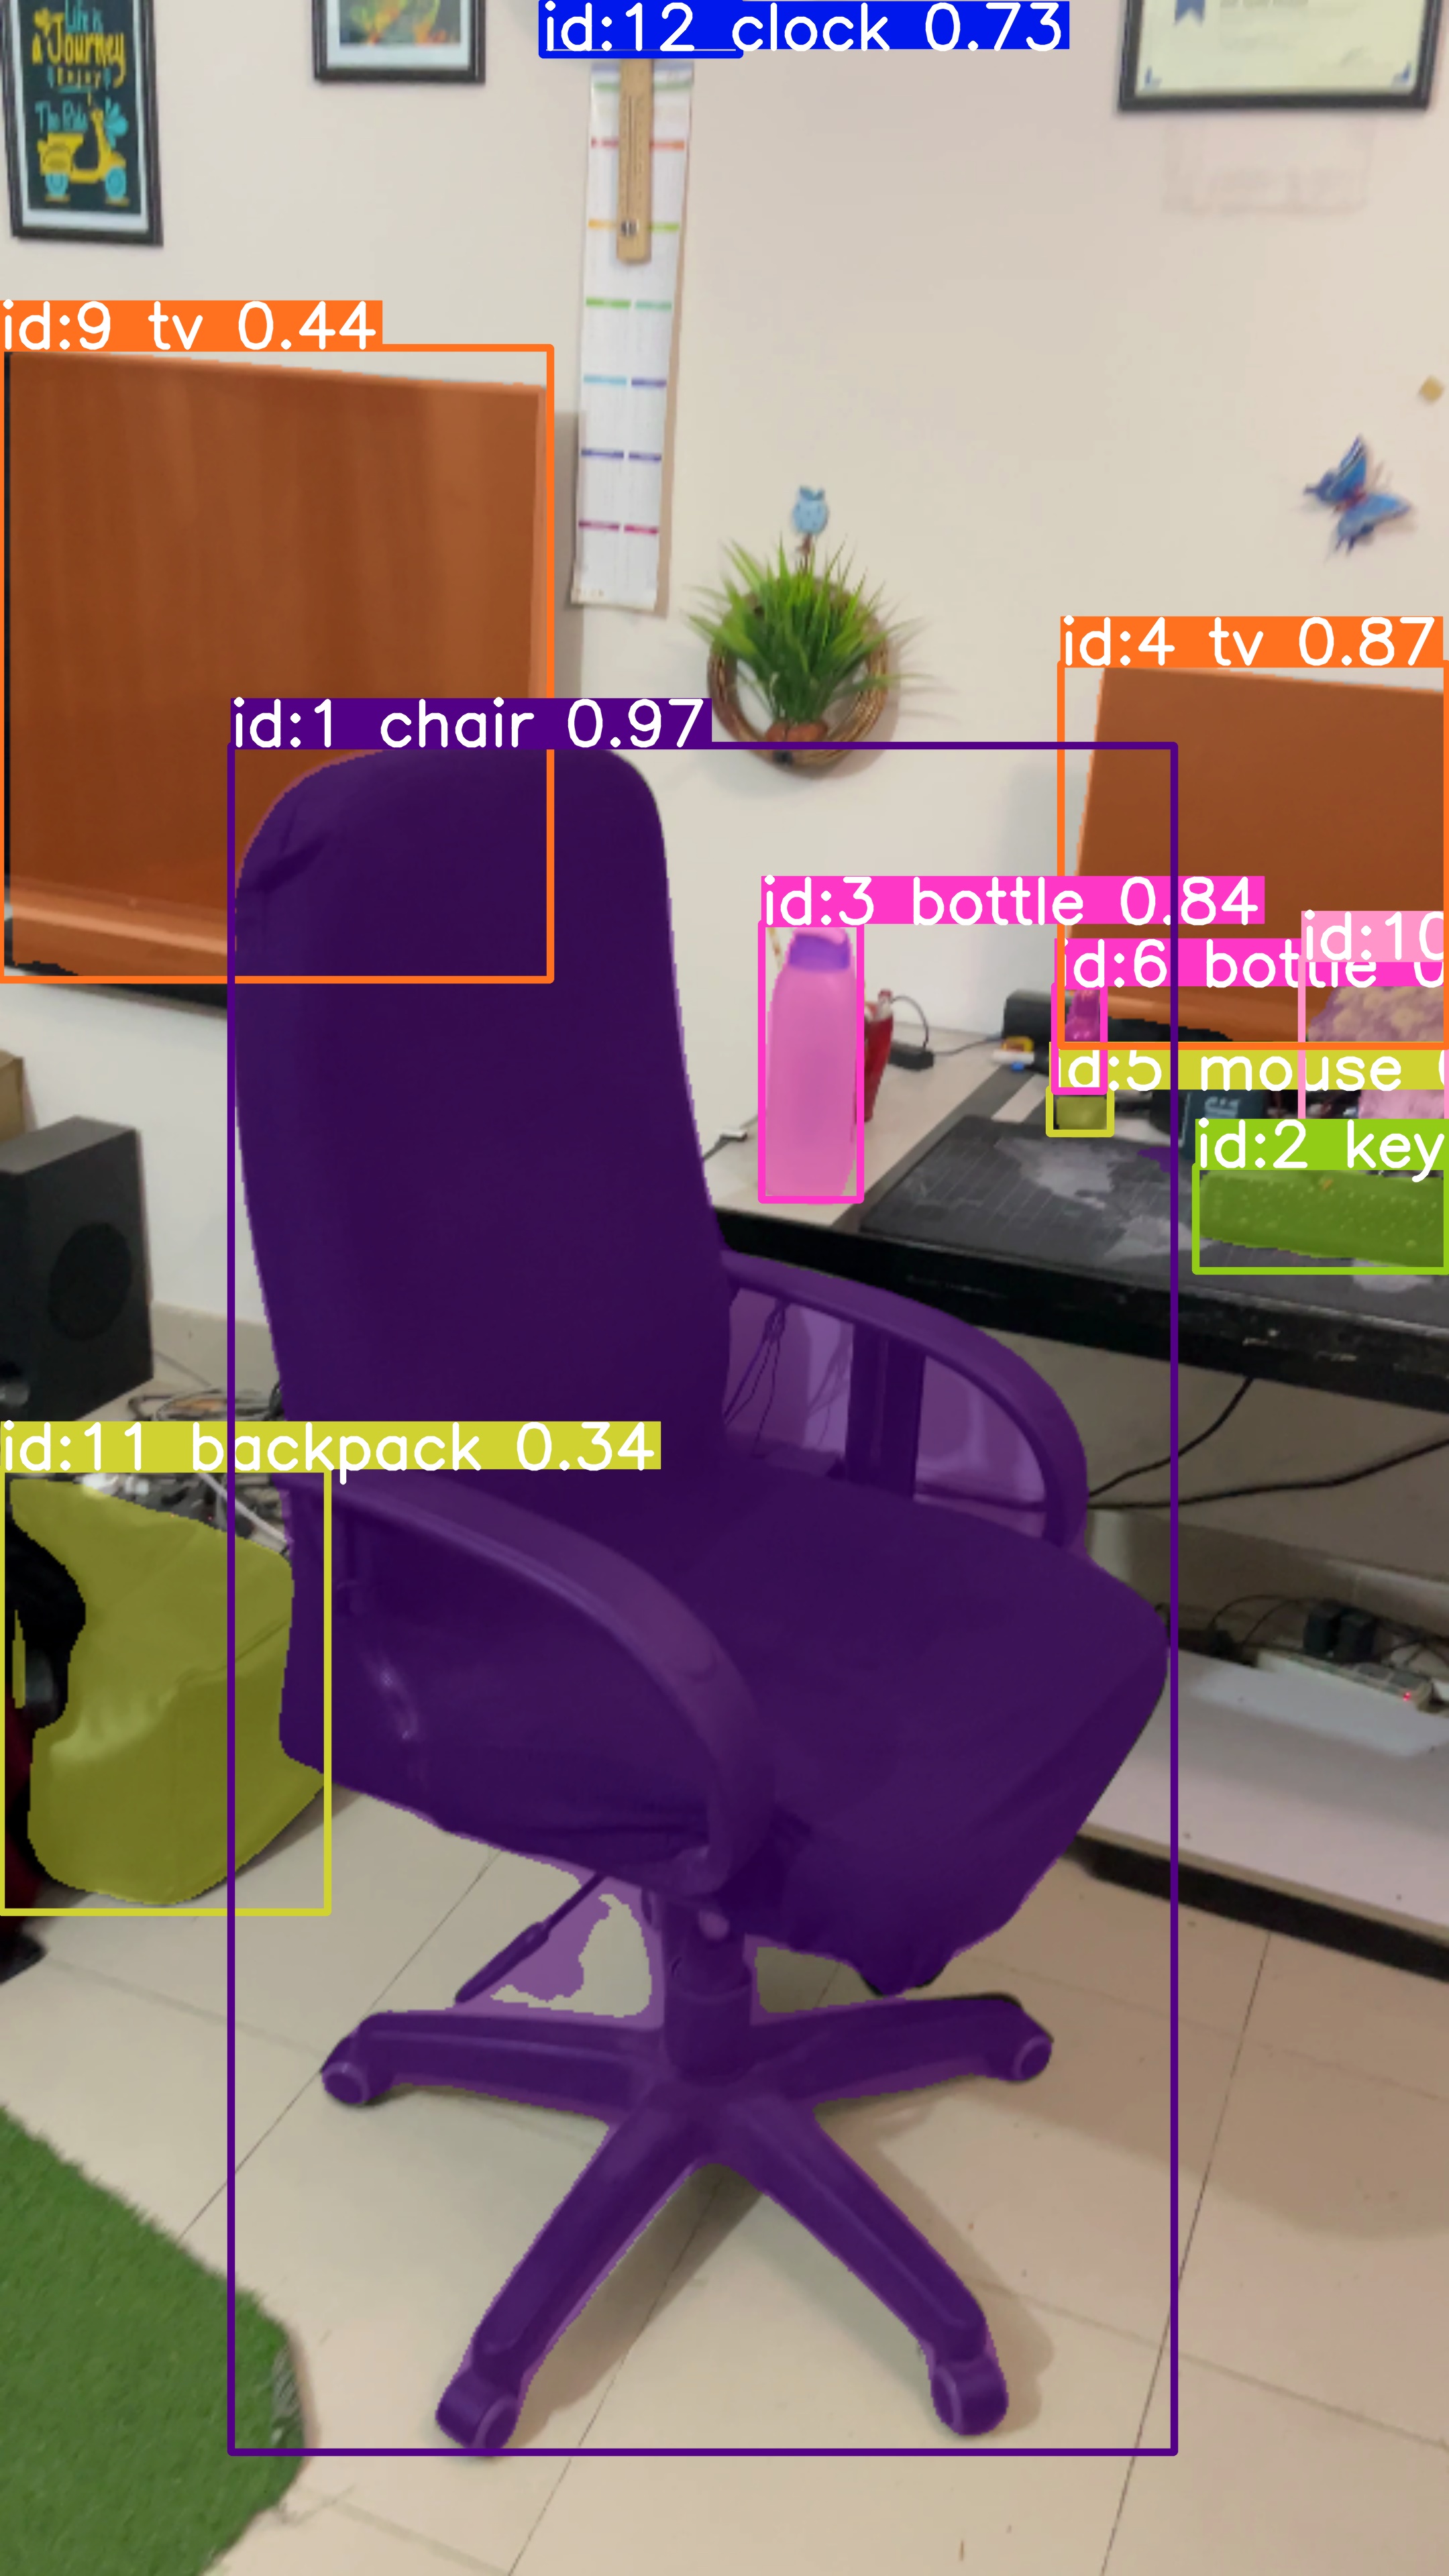 id:12 clock 0.73
Life is
a Journey
ENJOY
The Ride
id:9 tv 0.44
id:4 tv 0.87
id:1 chair 0.97
id:3 bottle 0.84
id:10
id:6 bottle 0
id:5 mouse
id:2 key
id:11 backpack 0.34